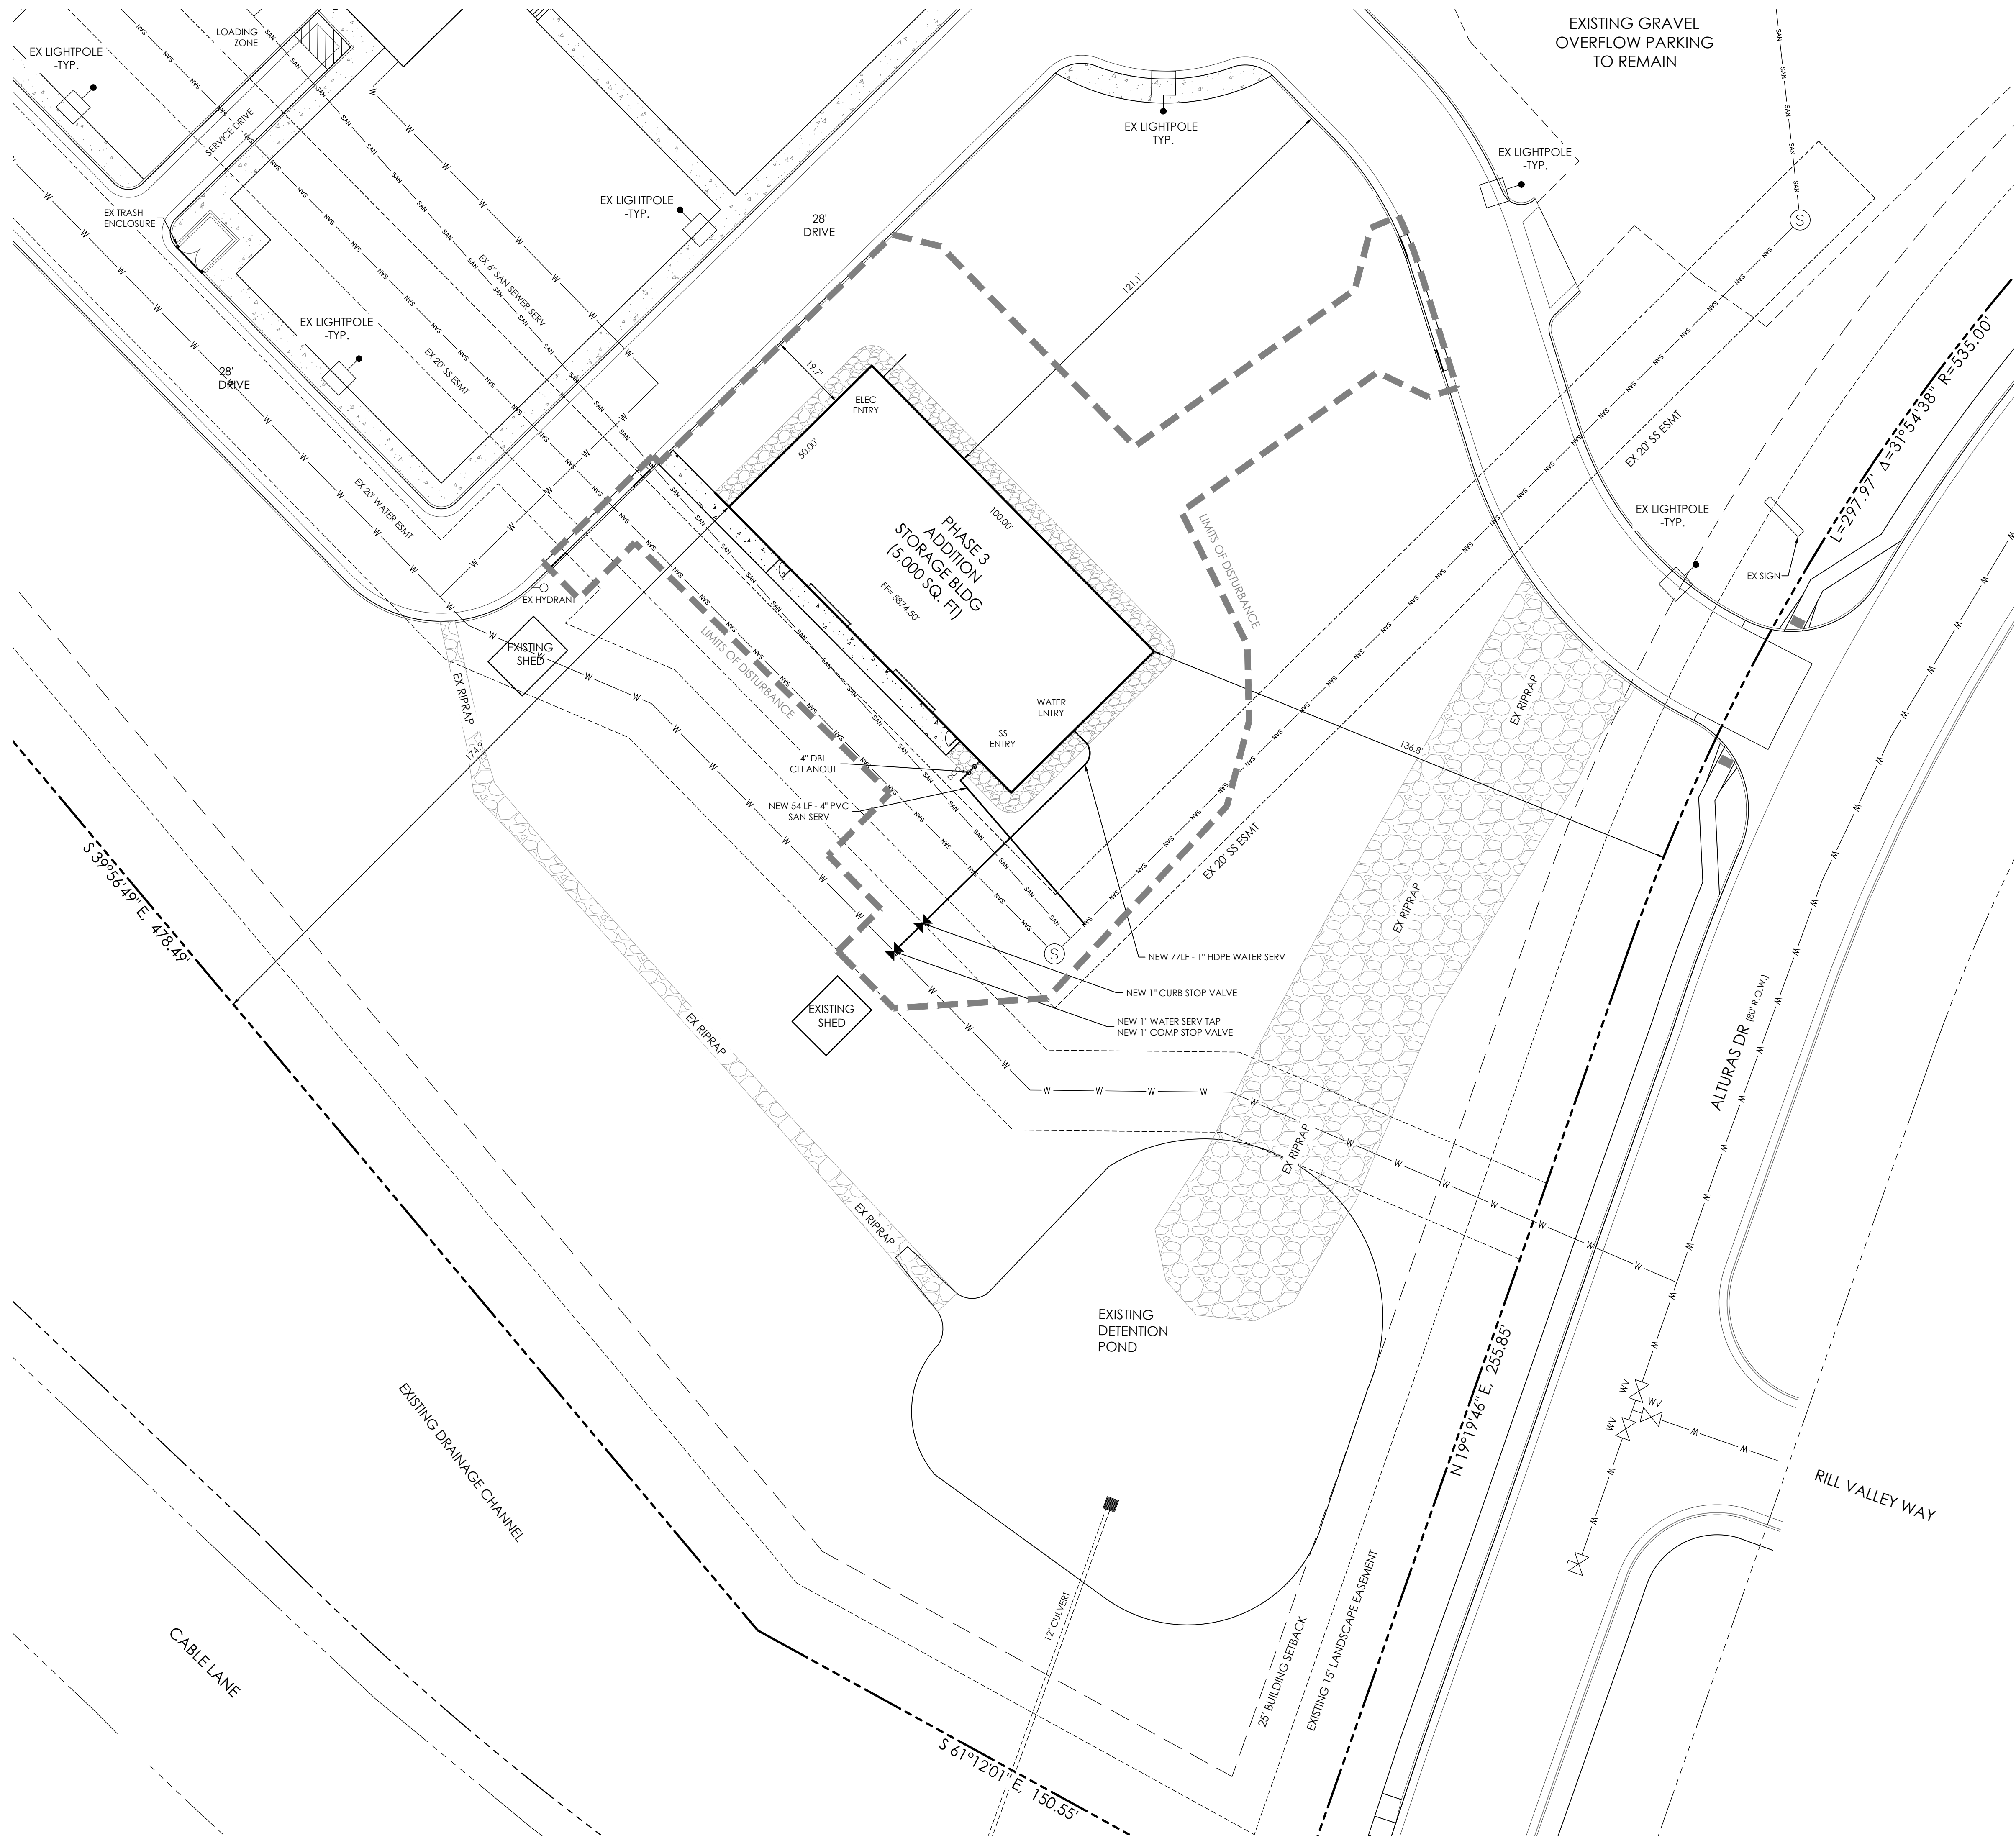 EXISTING GRAVEL
OVERFLOW PARKING
TO REMAIN
LOADING
ZONE
EX LIGHTPOLE
-TYP.
SERVICE DRIVE
EX LIGHTPOLE
-TYP.
EX LIGHTPOLE
-TYP.
EX LIGHTPOLE
-TYP.
EX TRASH
ENCLOSURE
28'
DRIVE
EX 6" SAN SEWER SERV
121.1'
EX LIGHTPOLE
-TYP.
EX 20' SS ESMT
28'
DRIVE
19.7'
ELEC
ENTRY
50.00'
100.00'
L=297.97' Δ=31°54'38" R=535.00'
EX 20' SS ESMT
EX 20' WATER ESMT
PHASE 3
ADDITION
STORAGE BLDG
(5,000 SQ. FT)
FF= 5874.50'
LIMITS OF DISTURBANCE
EX LIGHTPOLE
-TYP.
EX SIGN
EX HYDRANT
EXISTING
SHED
LIMITS OF DISTURBANCE
EX RIPRAP
EX RIPRAP
WATER
ENTRY
SS
ENTRY
174.9'
136.8'
4" DBL
CLEANOUT
DCO
NEW 54 LF - 4" PVC
SAN SERV
EX 20' SS ESMT
EX RIPRAP
S 39°56'49" E, 478.49'
NEW 77LF - 1" HDPE WATER SERV
NEW 1" CURB STOP VALVE
NEW 1" WATER SERV TAP
NEW 1" COMP STOP VALVE
EXISTING
SHED
EX RIPRAP
ALTURAS DR (80' R.O.W.)
EX RIPRAP
EX RIPRAP
EXISTING
DETENTION
POND
N 19°19'46" E, 255.85'
WV
WV
WV
RILL VALLEY WAY
EXISTING DRAINAGE CHANNEL
12" CULVERT
25' BUILDING SETBACK
EXISTING 15' LANDSCAPE EASEMENT
CABLE LANE
S 61°12'01" E, 150.55'